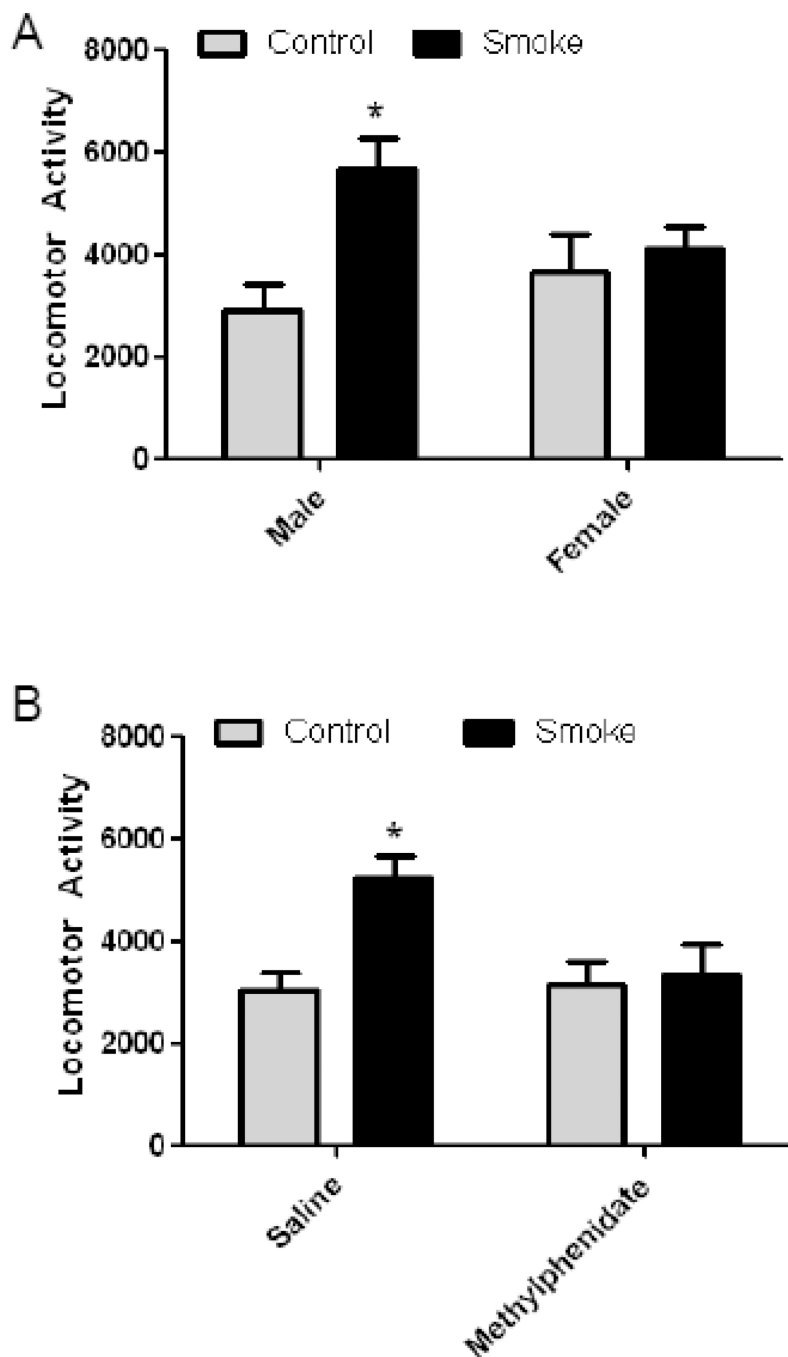 A
Control Smoke
8000
6000
4000
2000
0
Locomotor Activity
*
Male
Female
B
Control Smoke
8000
6000
4000
2000
0
Locomotor Activity
*
Saline
Methylphenidate